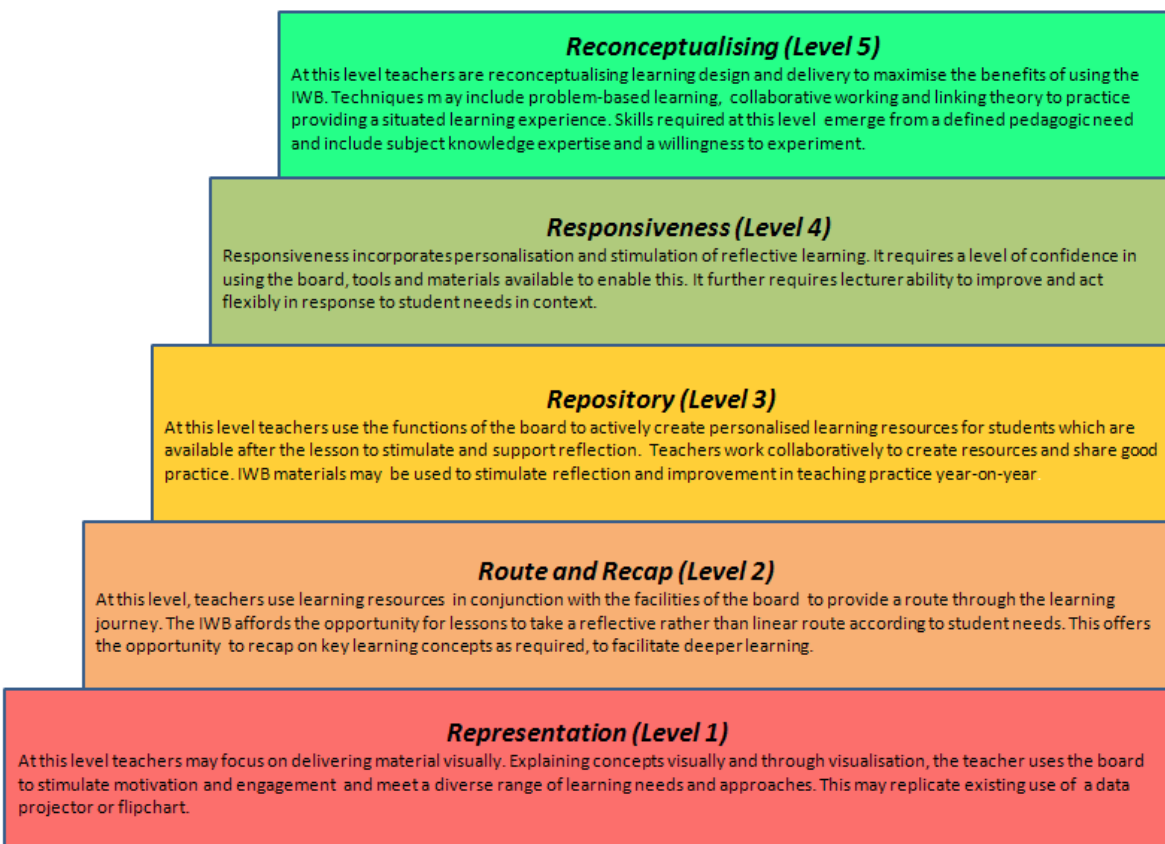 Reconceptualising (Level 5)
At this level teachers are reconceptualising learning design and delivery to maximise the benefits of using the
IWB. Techniques may include problem-based learning, collaborative working and linking theory to practice
providing a situated learning experience. Skills required at this level emerge from a defined pedagogic need
and include subject knowledge expertise and a willingness to experiment.
Responsiveness (Level 4)
Responsiveness incorporates personalisation and stimulation of reflective learning. It requires a level of confidence in
using the board, tools and materials available to enable this. It further requires lecturer ability to improve and act
flexibly in response to student needs in context.
Repository (Level 3)
At this level teachers use the functions of the board to actively create personalised learning resources for students which are
available after the lesson to stimulate and support reflection. Teachers work collaboratively to create resources and share good
practice. IWB materials may be used to stimulate reflection and improvement in teaching practice year-on-year.
Route and Recap (Level 2)
At this level, teachers use learning resources in conjunction with the facilities of the board to provide a route through the learning
journey. The IWB affords the opportunity for lessons to take a reflective rather than linear route according to student needs. This offers
the opportunity to recap on key learning concepts as required, to facilitate deeper learning.
Representation (Level 1)
At this level teachers may focus on delivering material visually. Explaining concepts visually and through visualisation, the teacher uses the board
to stimulate motivation and engagement and meet a diverse range of learning needs and approaches. This may replicate existing use of a data
projector or flipchart.